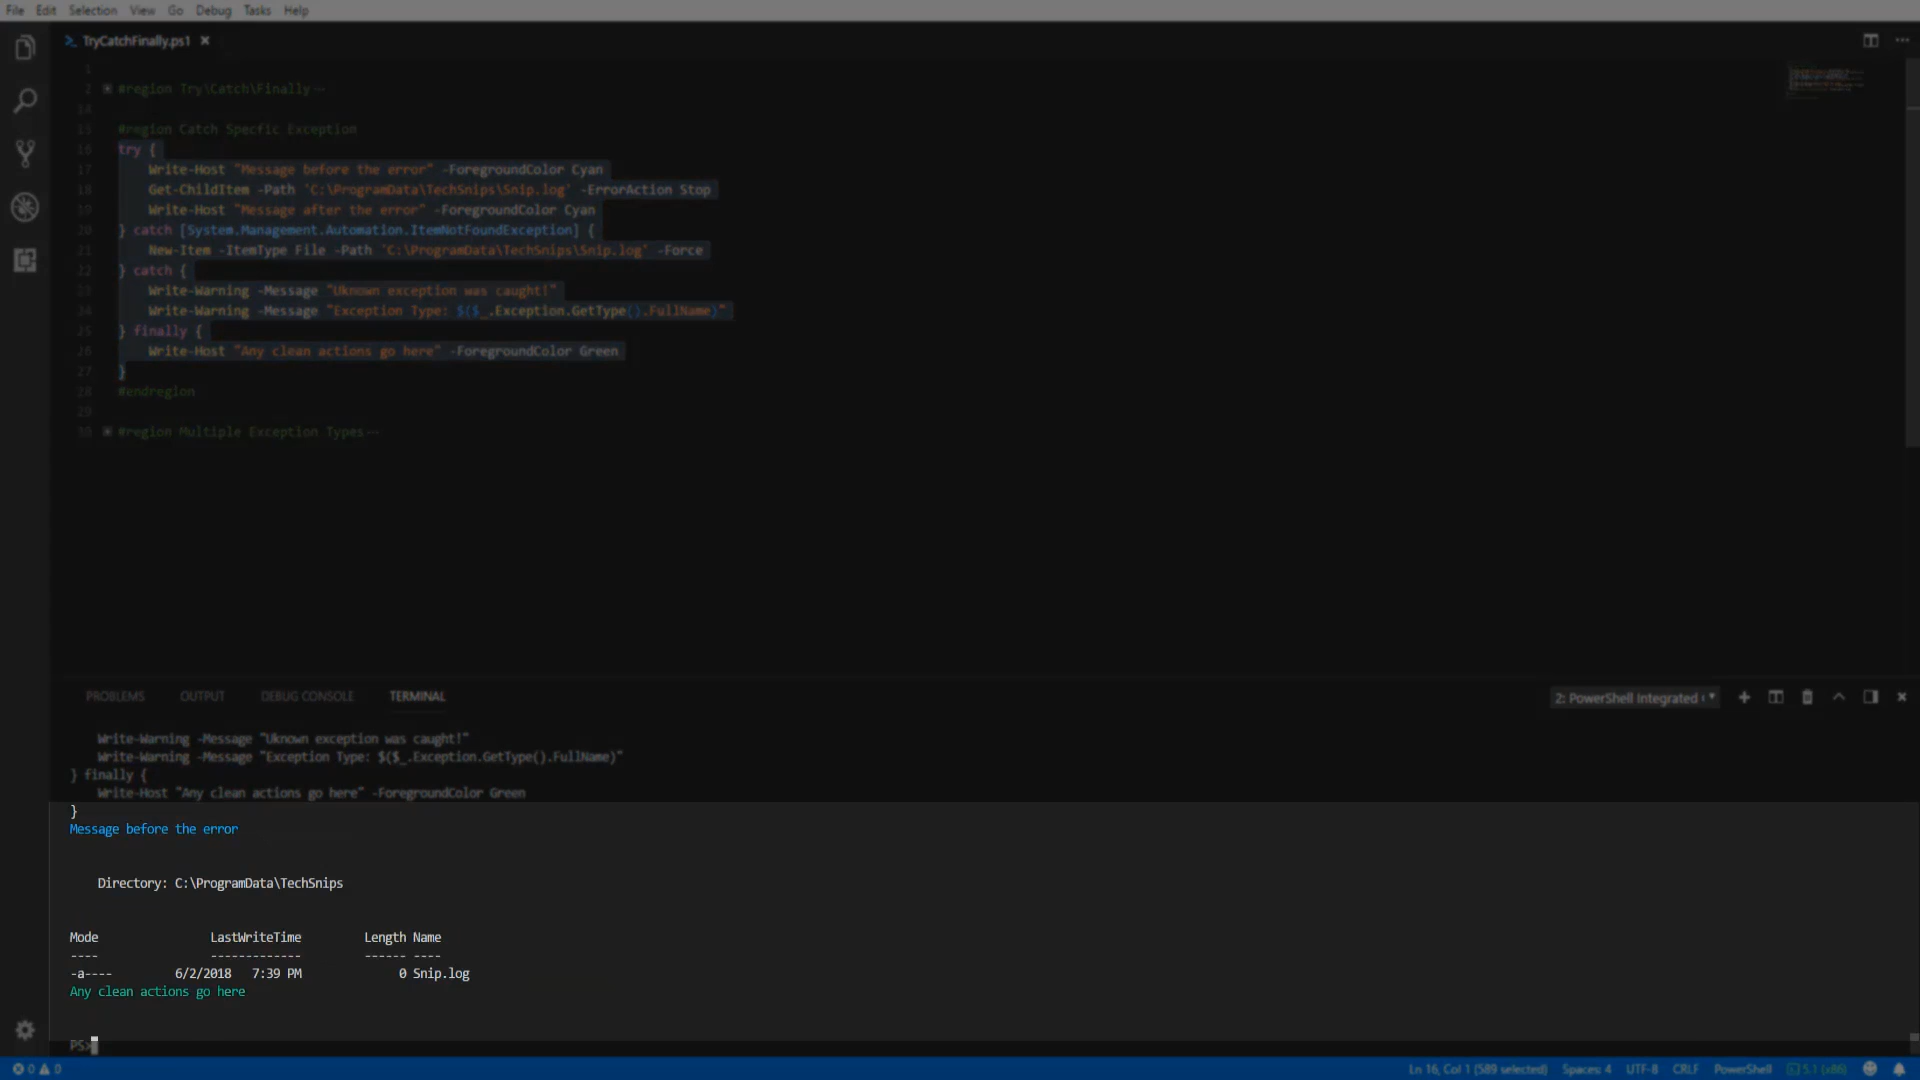 File Edit Selection View Go Debug Tasks Help
TryCatchFinally.ps1
1
2 #region Try\Catch\Finally
14
15 #region Catch Specfic Exception
16 try {
17 Write-Host "Message before the error" -ForegroundColor Cyan
18 Get-ChildItem -Path 'C:\ProgramData\TechSnips\Snip.log' -ErrorAction Stop
19 Write-Host "Message after the error" -ForegroundColor Cyan
20 } catch [System.Management.Automation.ItemNotFoundException] {
21 New-Item -ItemType File -Path 'C:\ProgramData\TechSnips\Snip.log' -Force
22 } catch {
23 Write-Warning -Message "Uknown exception was caught!"
24 Write-Warning -Message "Exception Type: $($_.Exception.GetType().FullName)"
25 } finally {
26 Write-Host "Any clean actions go here" -ForegroundColor Green
27 }
28 #endregion
29
30 #region Multiple Exception Types
PROBLEMS OUTPUT DEBUG CONSOLE TERMINAL 2: PowerShell Integrated
Write-Warning -Message "Uknown exception was caught!"
Write-Warning -Message "Exception Type: $($_.Exception.GetType().FullName)"
} finally {
Write-Host "Any clean actions go here" -ForegroundColor Green
}
Message before the error
Directory: C:\ProgramData\TechSnips
Mode LastWriteTime Length Name
---- ------------- ------ ----
-a---- 6/2/2018 7:39 PM 0 Snip.log
Any clean actions go here
PS>
0 0 Ln 16, Col 1 (589 selected) Spaces: 4 UTF-8 CRLF PowerShell 5.1 (x86)